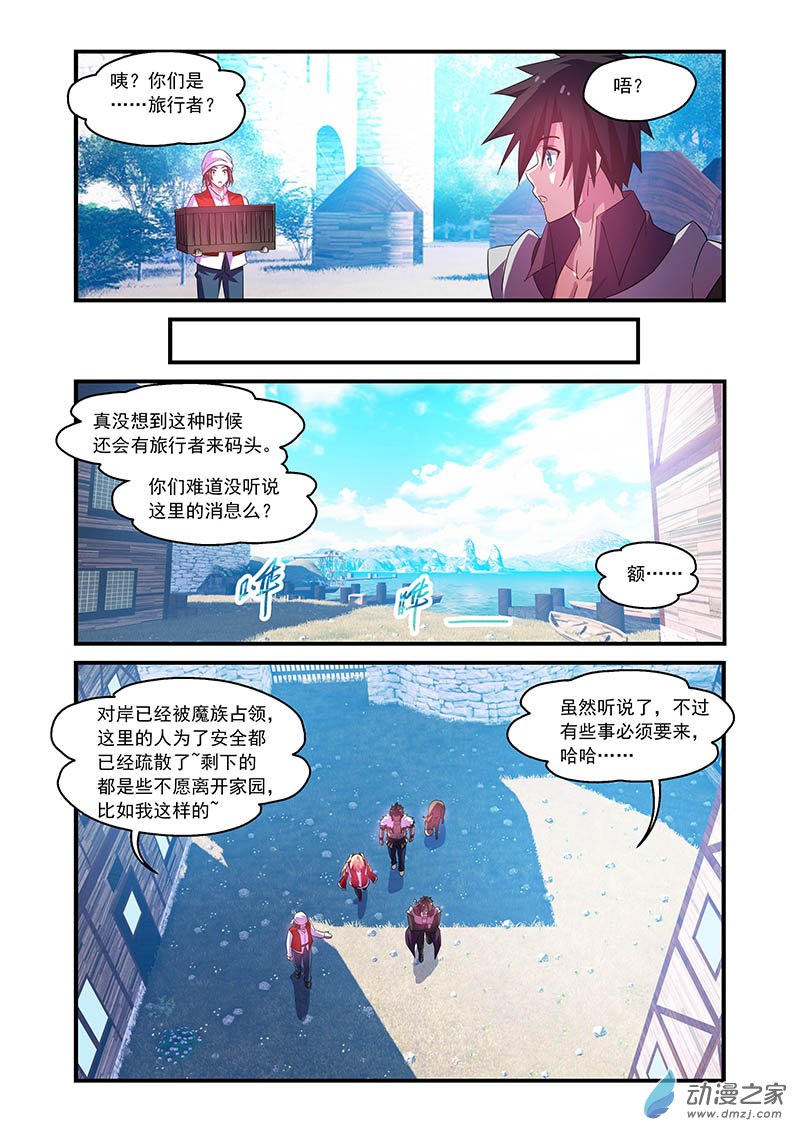 咦？你们是
……旅行者？
唔？
真没想到这种时候
还会有旅行者来码头。
你们难道没听说
这里的消息么？
额……
哗 哗
对岸已经被魔族占领，
这里的人为了安全都
已经疏散了~剩下的
都是些不愿离开家园，
比如我这样的~
虽然听说了，不过
有些事必须要来，
哈哈……
动漫之家
www.dmzj.com